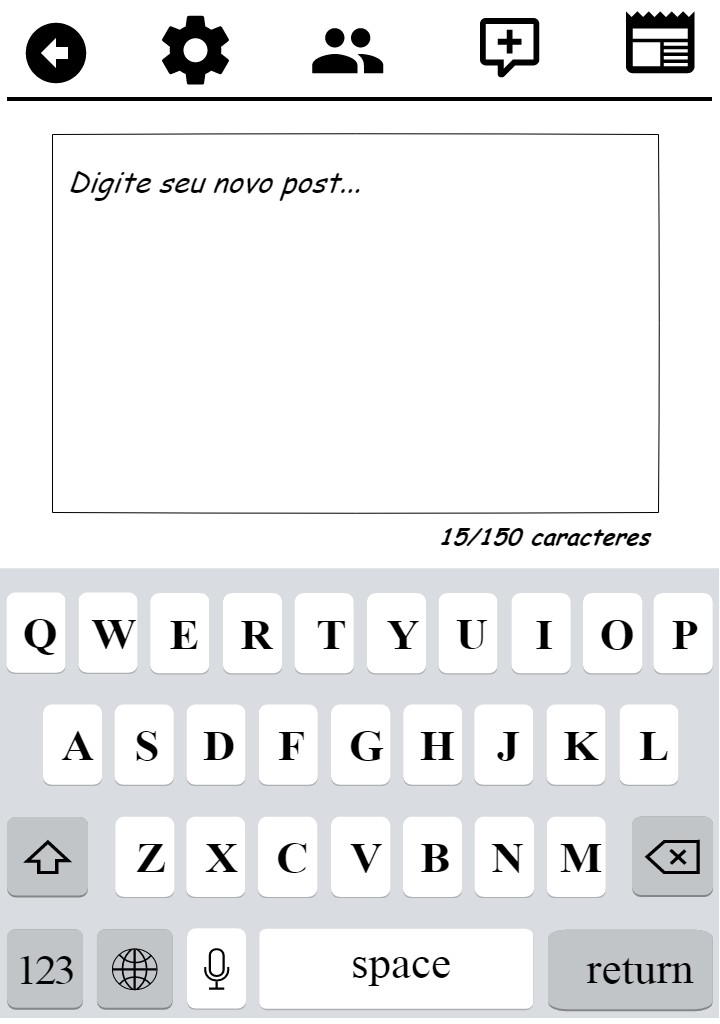 Digite seu novo post...
15/150 caracteres
Q W E R T Y U I O P
A S D F G H J K L
Z X C V B N M
123 space return